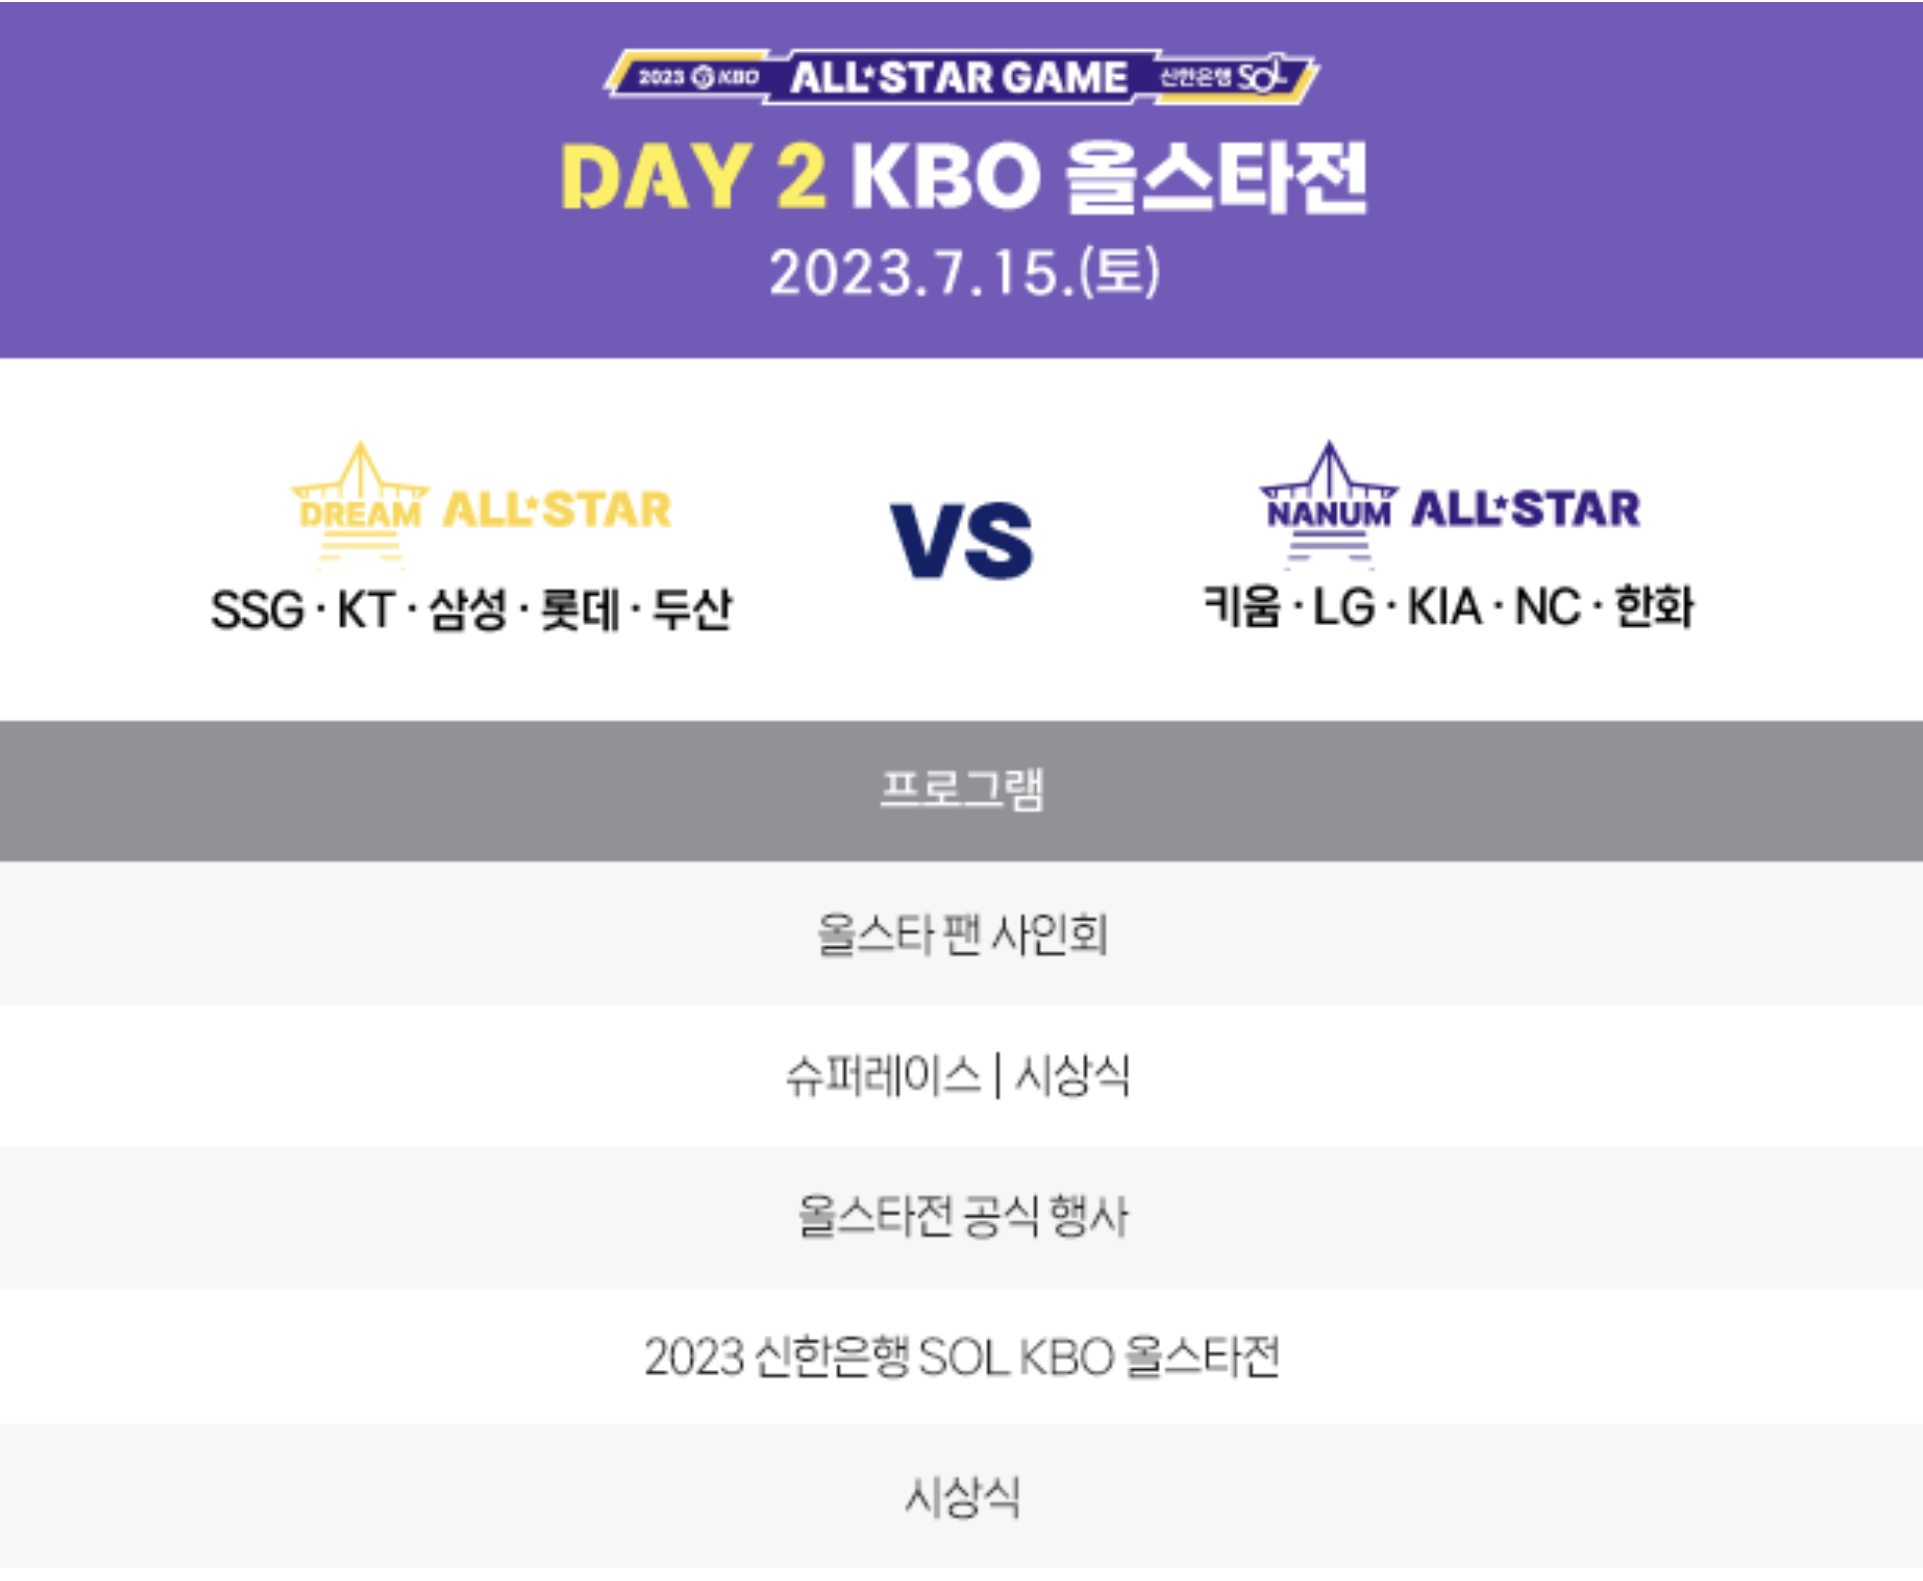 2023 KBO ALL★STAR GAME 신한은행 SOL
DAY 2 KBO 올스타전
2023.7.15.(토)
DREAM ALL★STAR
SSG · KT · 삼성 · 롯데 · 두산
VS
NANUM ALL★STAR
키움 · LG · KIA · NC · 한화
프로그램
올스타 팬 사인회
슈퍼레이스 | 시상식
올스타전 공식 행사
2023 신한은행 SOL KBO 올스타전
시상식